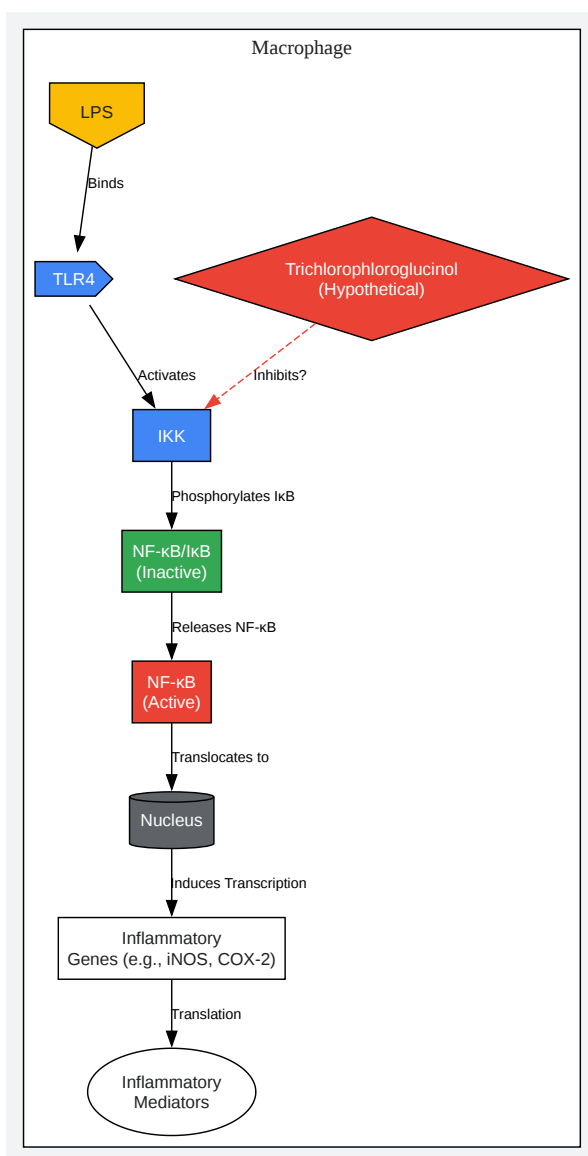 Macrophage
LPS
Binds
TLR4
Trichlorophloroglucinol
(Hypothetical)
Activates
Inhibits?
IKK
Phosphorylates IκB
NF-κB/IκB
(Inactive)
Releases NF-κB
NF-κB
(Active)
Translocates to
Nucleus
Induces Transcription
Inflammatory
Genes (e.g., iNOS, COX-2)
Translation
Inflammatory
Mediators